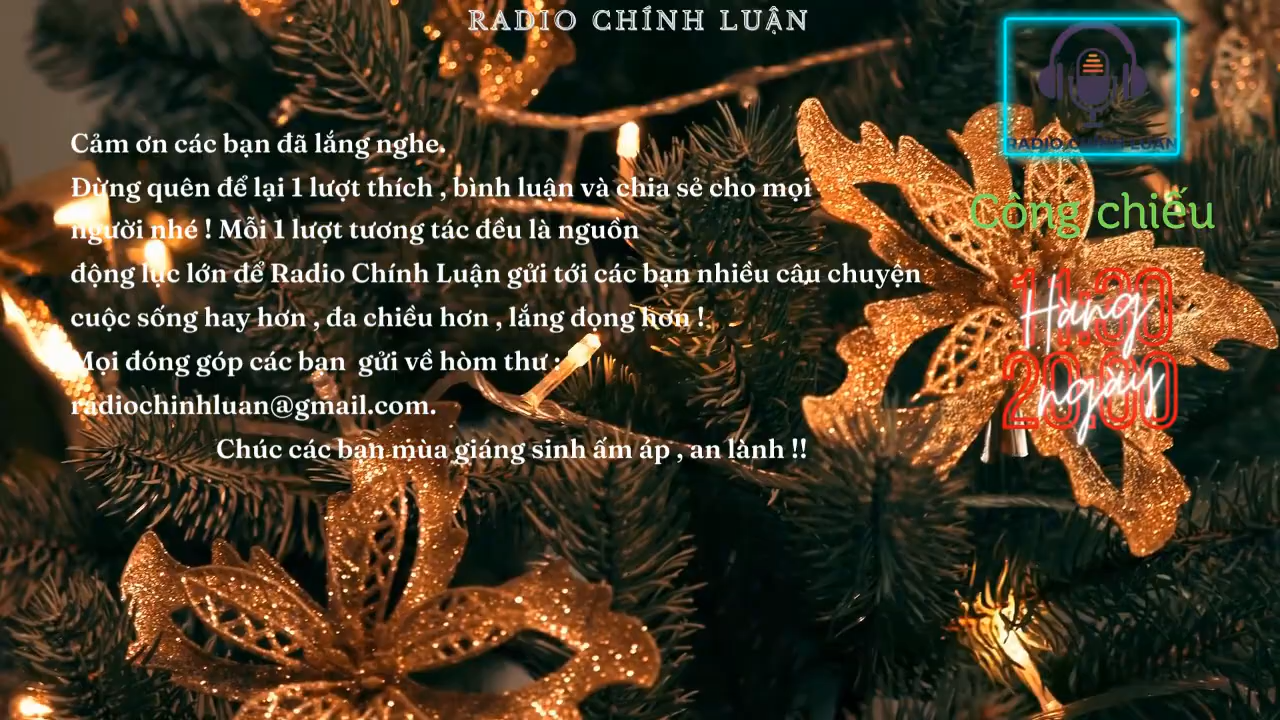 RADIO CHÍNH LUẬN
RADIO CHÍNH LUẬN
Cảm ơn các bạn đã lắng nghe.
Đừng quên để lại 1 lượt thích , bình luận và chia sẻ cho mọi
người nhé ! Mỗi 1 lượt tương tác đều là nguồn
động lực lớn để Radio Chính Luận gửi tới các bạn nhiều câu chuyện
cuộc sống hay hơn , đa chiều hơn , lắng đọng hơn !
Mọi đóng góp các bạn gửi về hòm thư :
radiochinhluan@gmail.com.
Chúc các bạn mùa giáng sinh ấm áp , an lành !!
Công chiếu
11:30
Hàng
20:00
ngày